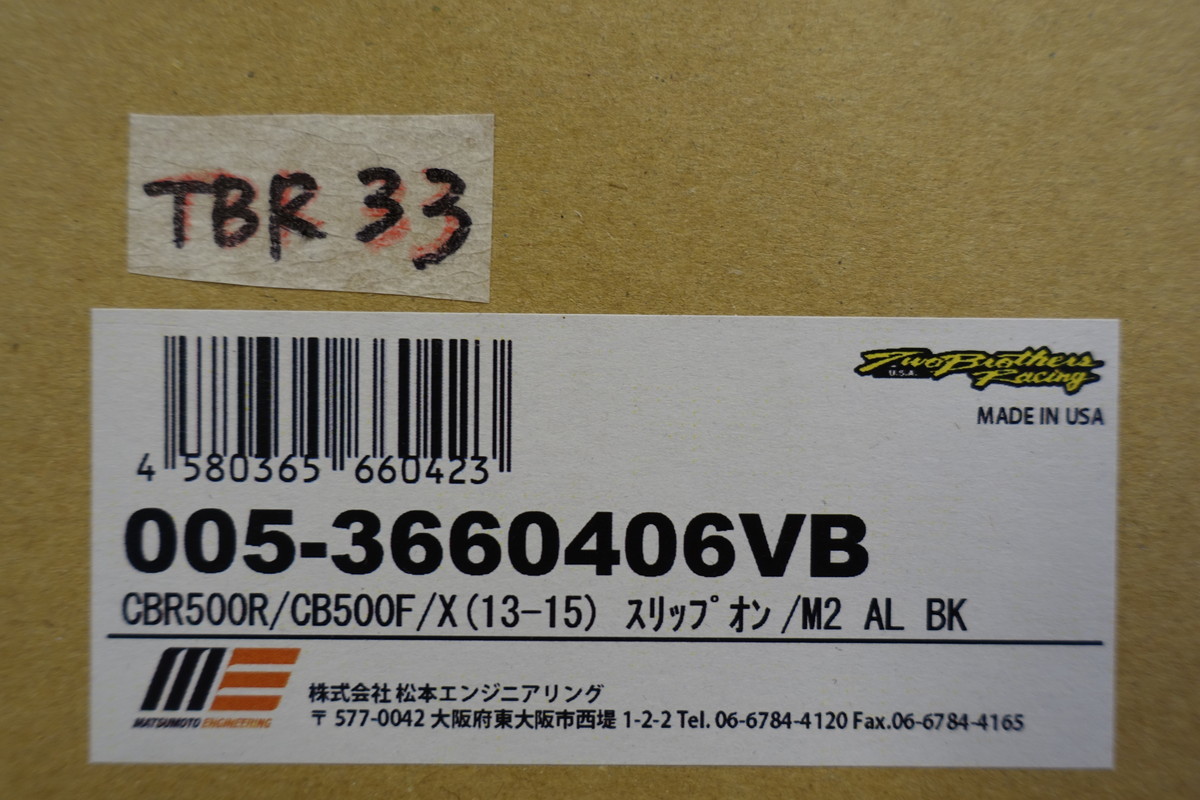 TBR 33
Two Brothers
U.S.A.
Racing
MADE IN USA
4 580365 660423
005-3660406VB
CBR500R/CB500F/X(13-15) ｽﾘｯﾌﾟｵﾝ/M2 AL BK
ME
MATSUMOTO ENGINEERING
株式会社 松本エンジニアリング
〒577-0042 大阪府東大阪市西堤 1-2-2 Tel. 06-6784-4120 Fax.06-6784-4165